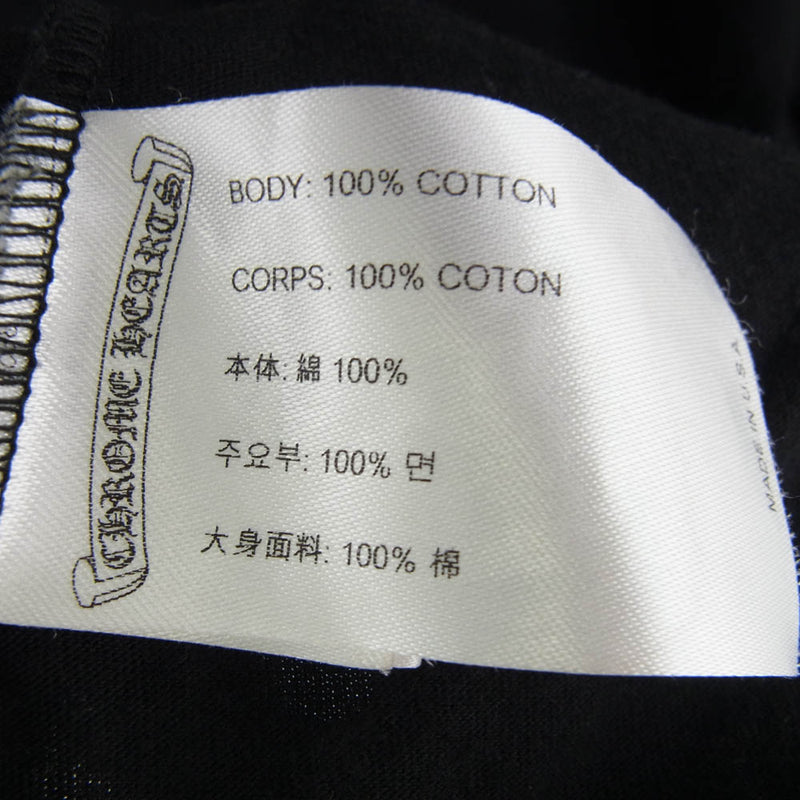 CHROME HEARTS
BODY: 100% COTTON
CORPS: 100% COTON
本体: 綿 100%
주요부: 100% 면
大身面料: 100% 棉
MADE IN U.S.A